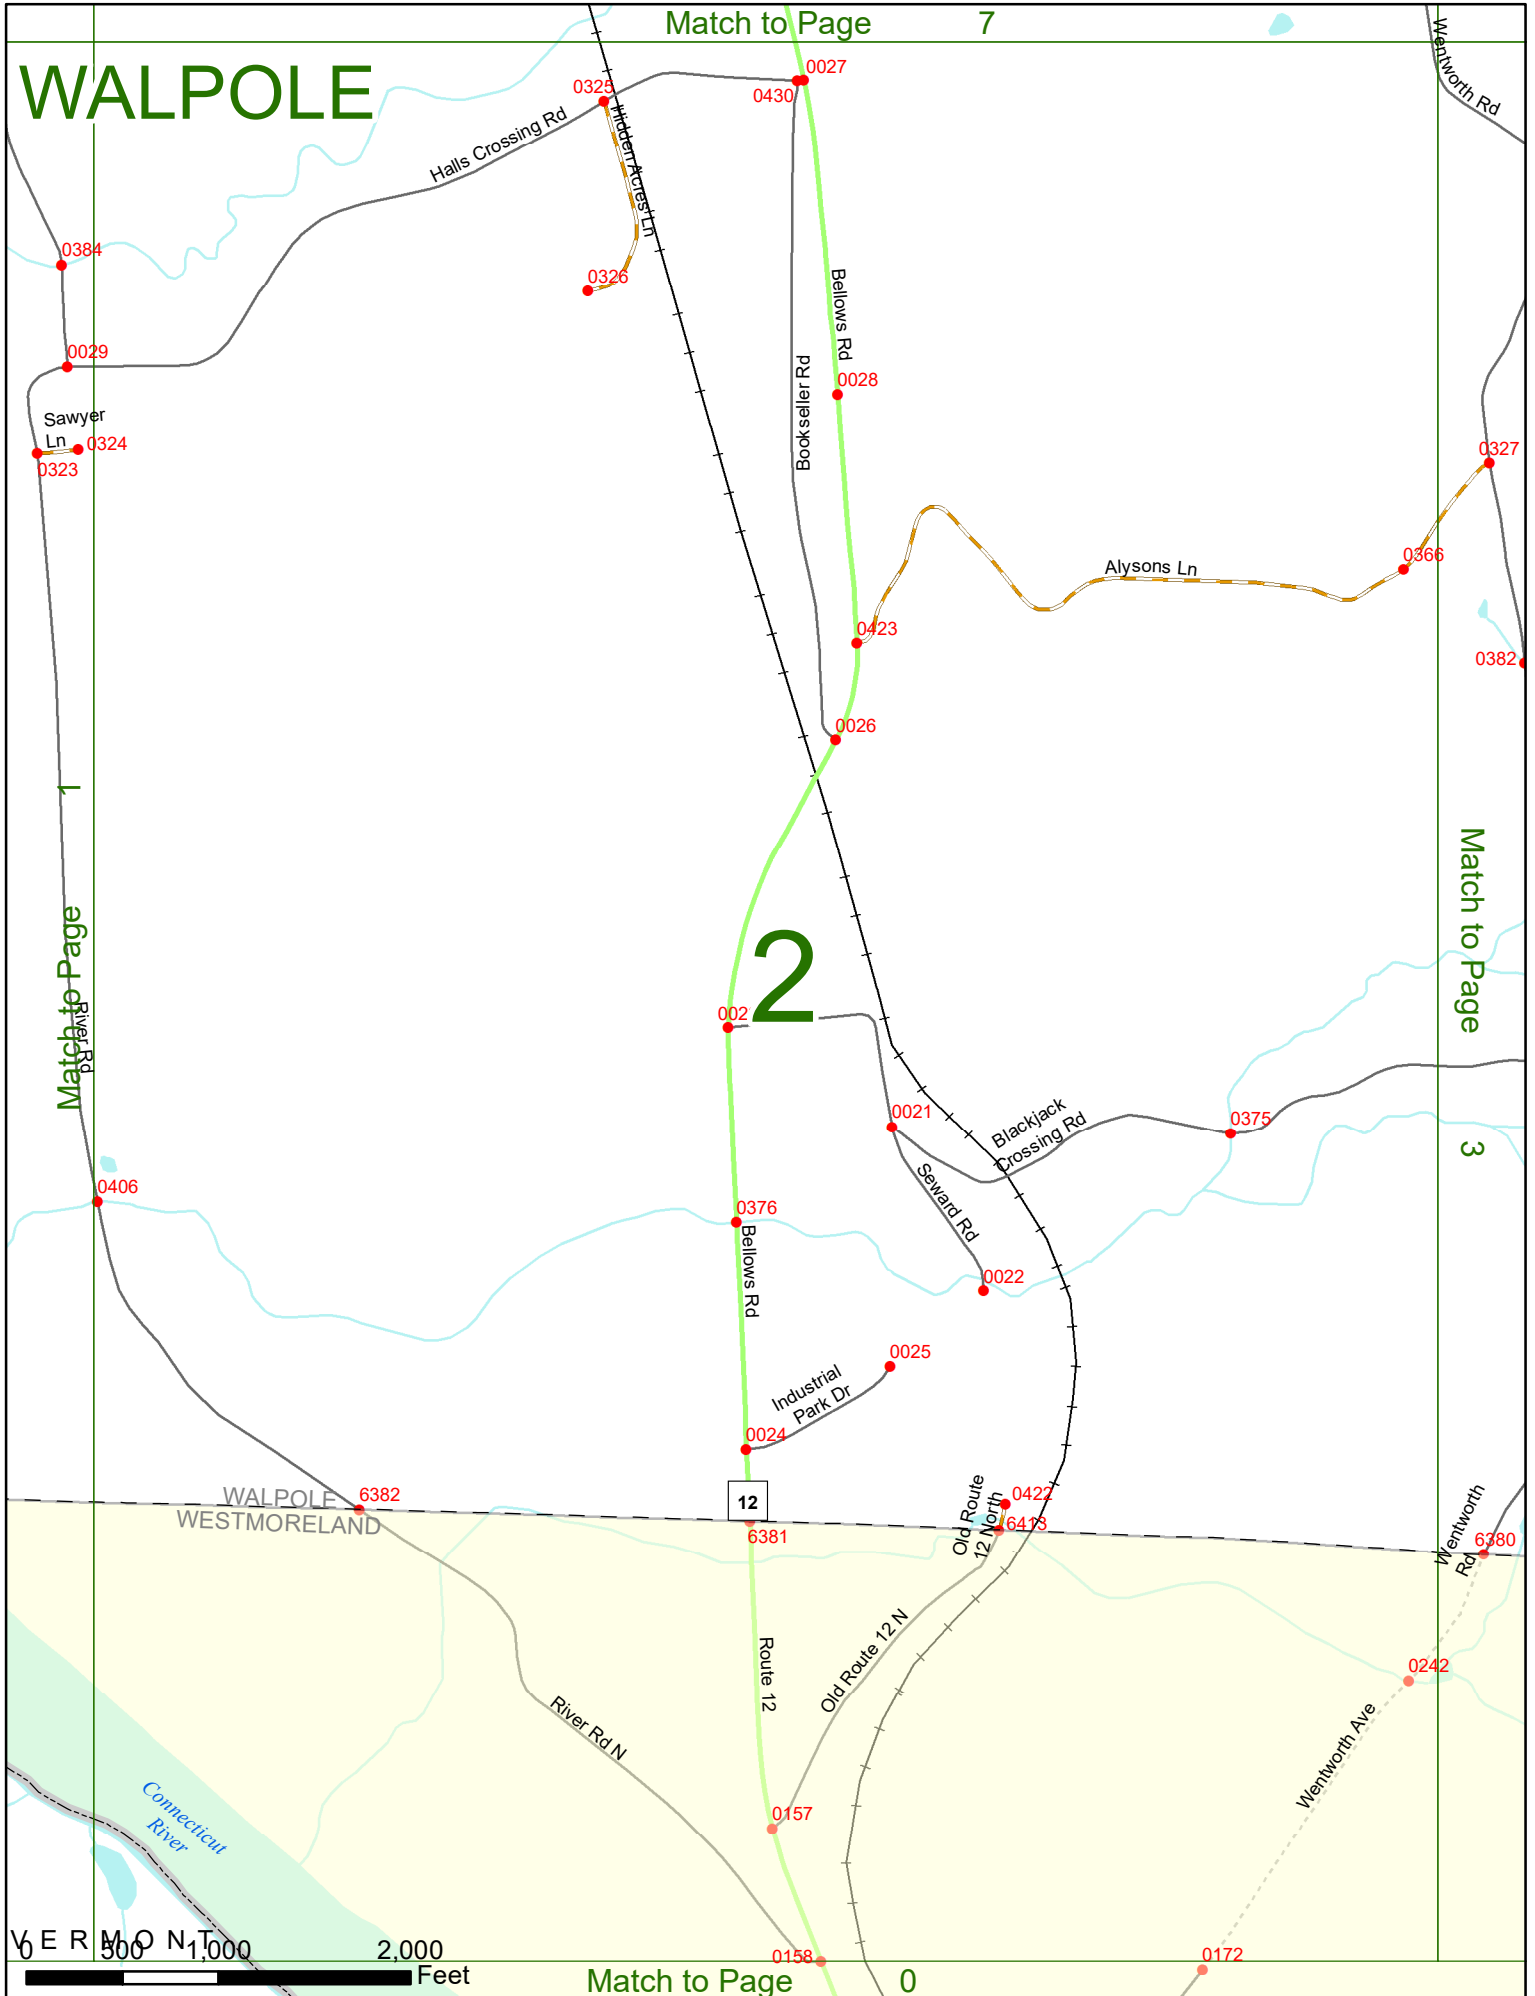 Match to Page 7
WALPOLE
Wentworth Rd
0027
0430
0325
Halls Crossing Rd
Hidden Acres Ln
0384
0326
Bellows Rd
0029
Bookseller Rd
0028
Sawyer
Ln
0324
0323
0327
Alysons Ln
0366
0423
0382
0026
Match to Page 1
Match to Page 3
2
River Rd
002
0021
Blackjack
Crossing Rd
0375
0406
0376
Seward Rd
Bellows Rd
0022
0025
Industrial
Park Dr
0024
WALPOLE
WESTMORELAND
6382
12
6381
Old Route
12 North
0422
6413
Wentworth
Rd
6380
Route 12
Old Route 12 N
0242
River Rd N
Wentworth Ave
Connecticut
River
0157
VERMONT
0 500 1,000 2,000
Feet
0158
0172
Match to Page 0